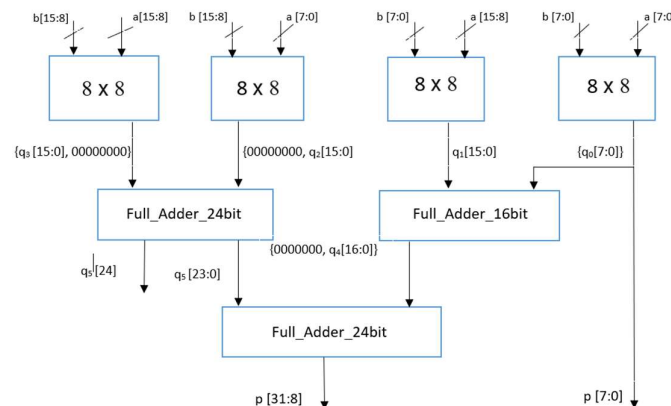 b[15:8] a[15:8] b [15:8] a [7:0] b [7:0] a [15:8] b [7:0] a [7:0]
8 x 8 8 x 8 8 x 8 8 x 8
{q₃ [15:0], 00000000} {00000000, q₂[15:0]} q₁[15:0] {q₀[7:0]}
Full_Adder_24bit Full_Adder_16bit
{0000000, q₄[16:0]}
q₅ [24] q₅ [23:0]
Full_Adder_24bit
p [31:8] p [7:0]